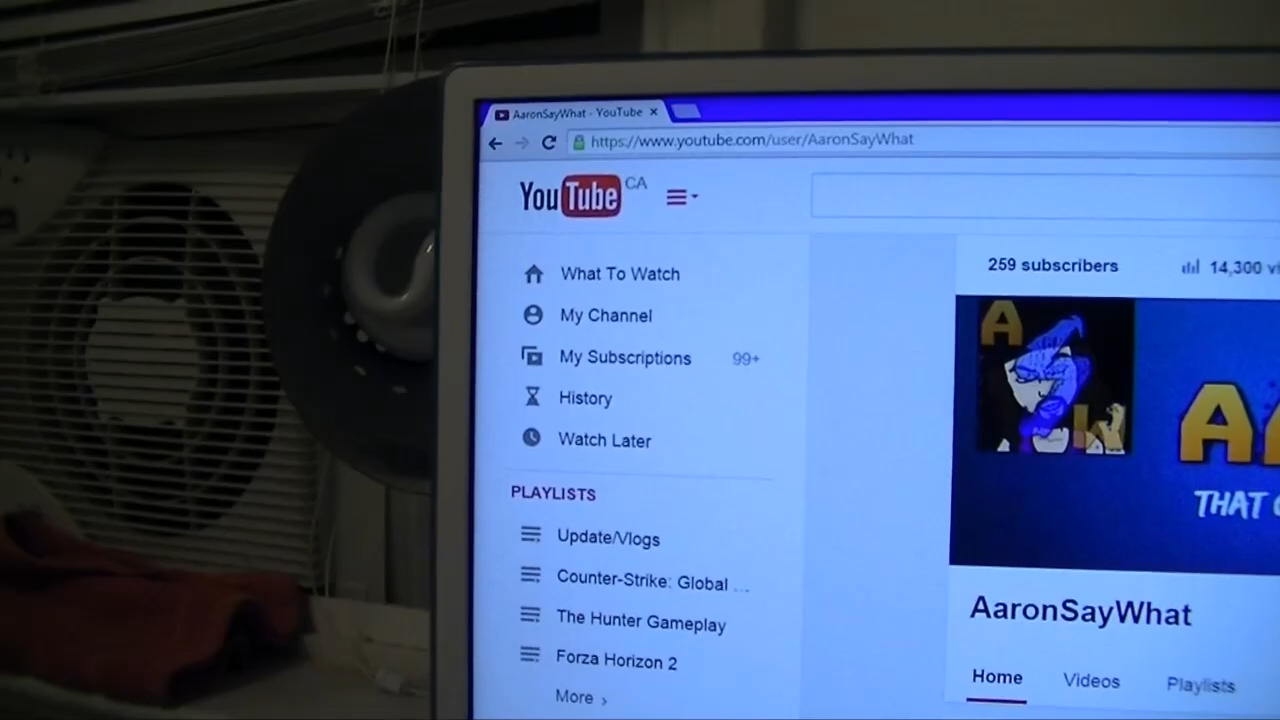 AaronSayWhat - YouTube
https://www.youtube.com/user/AaronSayWhat
YouTube CA
What To Watch
259 subscribers
14,300
My Channel
A
My Subscriptions 99+
History
Watch Later
THAT
PLAYLISTS
Update/Vlogs
Counter-Strike: Global ...
The Hunter Gameplay
AaronSayWhat
Forza Horizon 2
Home Videos Playlists
More